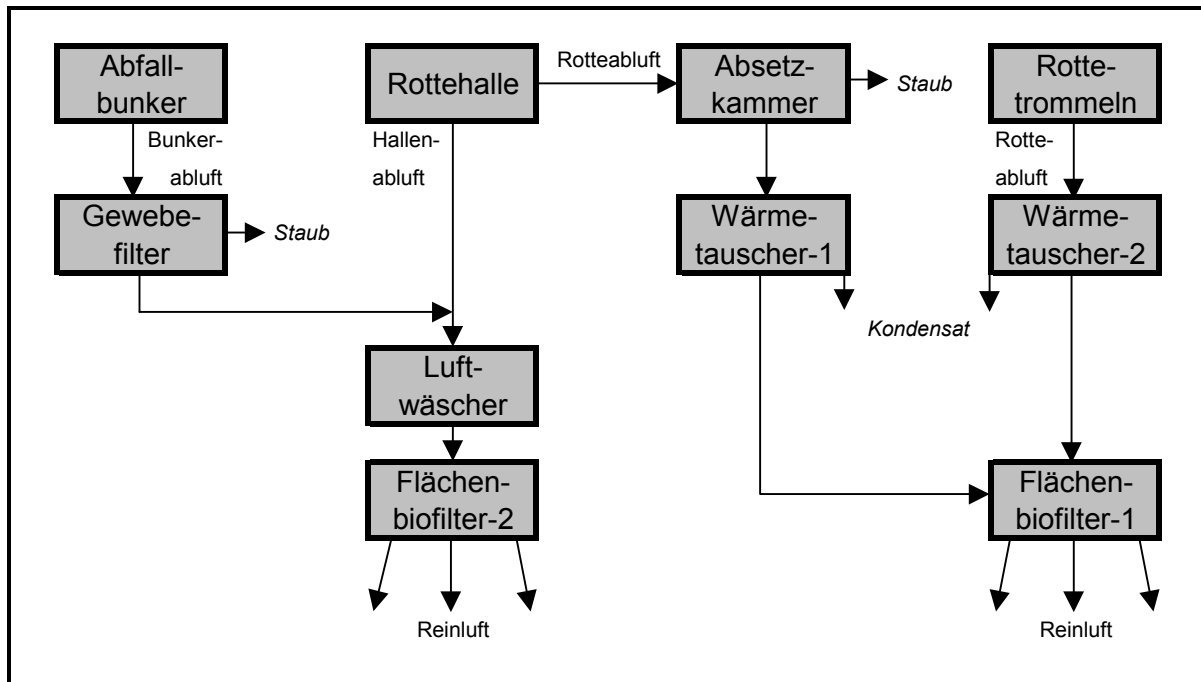 Abfall-
bunker
Rottehalle
Rotteabluft
Absetz-
kammer
Staub
Rotte-
trommeln
Bunker-
abluft
Hallen-
abluft
Rotte-
abluft
Gewebe-
filter
Staub
Wärme-
tauscher-1
Wärme-
tauscher-2
Kondensat
Luft-
wäscher
Flächen-
biofilter-2
Flächen-
biofilter-1
Reinluft
Reinluft